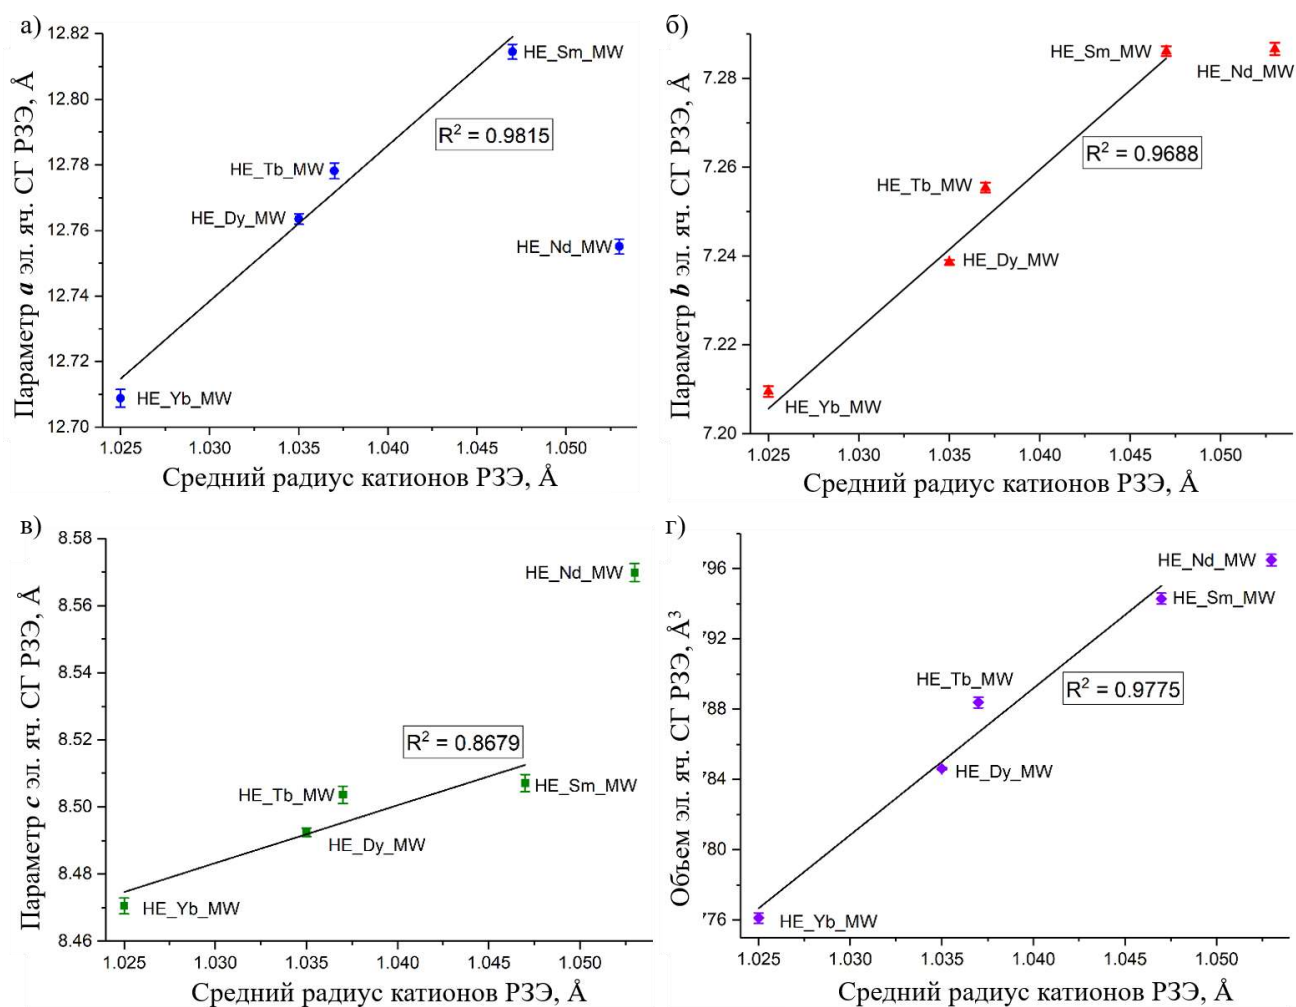 а)
Параметр a эл. яч. СГ РЗЭ, Å
12.82
12.80
12.78
12.76
12.74
12.72
12.70
HE_Sm_MW
R² = 0.9815
HE_Tb_MW
HE_Dy_MW
HE_Nd_MW
HE_Yb_MW
1.025 1.030 1.035 1.040 1.045 1.050
Средний радиус катионов РЗЭ, Å
б)
Параметр b эл. яч. СГ РЗЭ, Å
7.28
7.26
7.24
7.22
7.20
HE_Sm_MW
HE_Nd_MW
R² = 0.9688
HE_Tb_MW
HE_Dy_MW
HE_Yb_MW
1.025 1.030 1.035 1.040 1.045 1.050
Средний радиус катионов РЗЭ, Å
в)
Параметр c эл. яч. СГ РЗЭ, Å
8.58
8.56
8.54
8.52
8.50
8.48
8.46
HE_Nd_MW
R² = 0.8679
HE_Tb_MW
HE_Sm_MW
HE_Dy_MW
HE_Yb_MW
1.025 1.030 1.035 1.040 1.045 1.050
Средний радиус катионов РЗЭ, Å
г)
Объем эл. яч. СГ РЗЭ, Å³
796
792
788
784
780
776
HE_Nd_MW
HE_Sm_MW
HE_Tb_MW
R² = 0.9775
HE_Dy_MW
HE_Yb_MW
1.025 1.030 1.035 1.040 1.045 1.050
Средний радиус катионов РЗЭ, Å